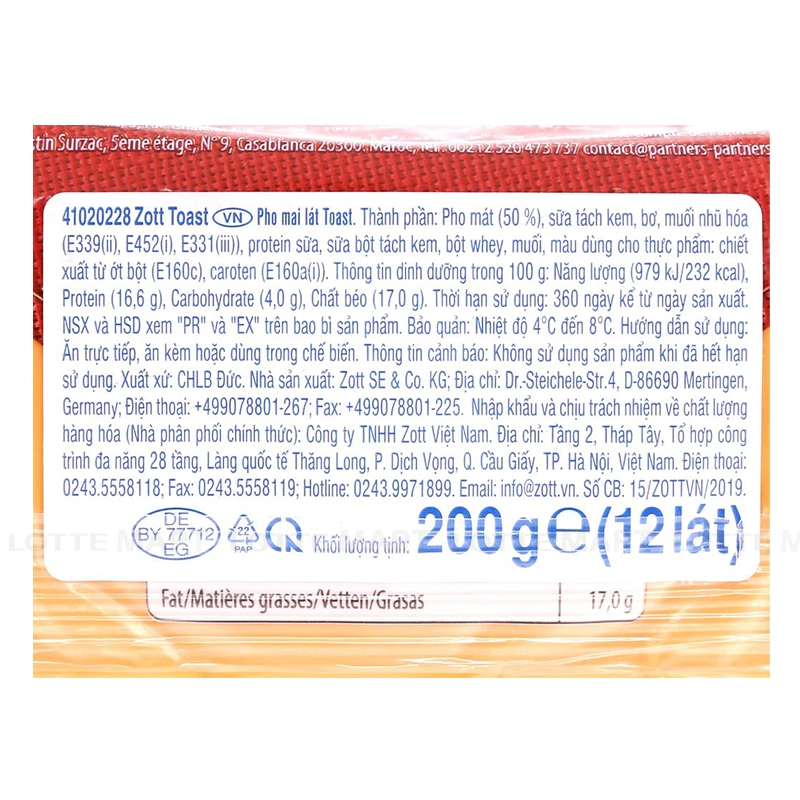 stin Surzac, 5ème étage, N°9, Casablanca 20300. Maroc, Tel. 00212 520 473 737 contact@partners-partners
41020228 Zott Toast VN Pho mai lát Toast. Thành phần: Pho mát (50 %), sữa tách kem, bơ, muối nhũ hóa
(E339(ii), E452(i), E331(iii)), protein sữa, sữa bột tách kem, bột whey, muối, màu dùng cho thực phẩm: chiết
xuất từ ớt bột (E160c), caroten (E160a(i)). Thông tin dinh dưỡng trong 100 g: Năng lượng (979 kJ/232 kcal),
Protein (16,6 g), Carbohydrate (4,0 g), Chất béo (17,0 g). Thời hạn sử dụng: 360 ngày kể từ ngày sản xuất.
NSX và HSD xem "PR" và "EX" trên bao bì sản phẩm. Bảo quản: Nhiệt độ 4°C đến 8°C. Hướng dẫn sử dụng:
Ăn trực tiếp, ăn kèm hoặc dùng trong chế biến. Thông tin cảnh báo: Không sử dụng sản phẩm khi đã hết hạn
sử dụng. Xuất xứ: CHLB Đức. Nhà sản xuất: Zott SE & Co. KG; Địa chỉ: Dr.-Steichele-Str.4, D-86690 Mertingen,
Germany; Điện thoại: +499078801-267; Fax: +499078801-225. Nhập khẩu và chịu trách nhiệm về chất lượng
hàng hóa (Nhà phân phối chính thức): Công ty TNHH Zott Việt Nam. Địa chỉ: Tầng 2, Tháp Tây, Tổ hợp công
trình đa năng 28 tầng, Làng quốc tế Thăng Long, P. Dịch Vọng, Q. Cầu Giấy, TP. Hà Nội, Việt Nam. Điện thoại:
0243.5558118; Fax: 0243.5558119; Hotline: 0243.9971899. Email: info@zott.vn. Số CB: 15/ZOTTVN/2019.
DE
BY 77712
EG
22
PAP
Khối lượng tịnh: 200 g ℮ (12 lát)
LOTTE MART
Fat/Matières grasses/Vetten/Grasas 17,0 g